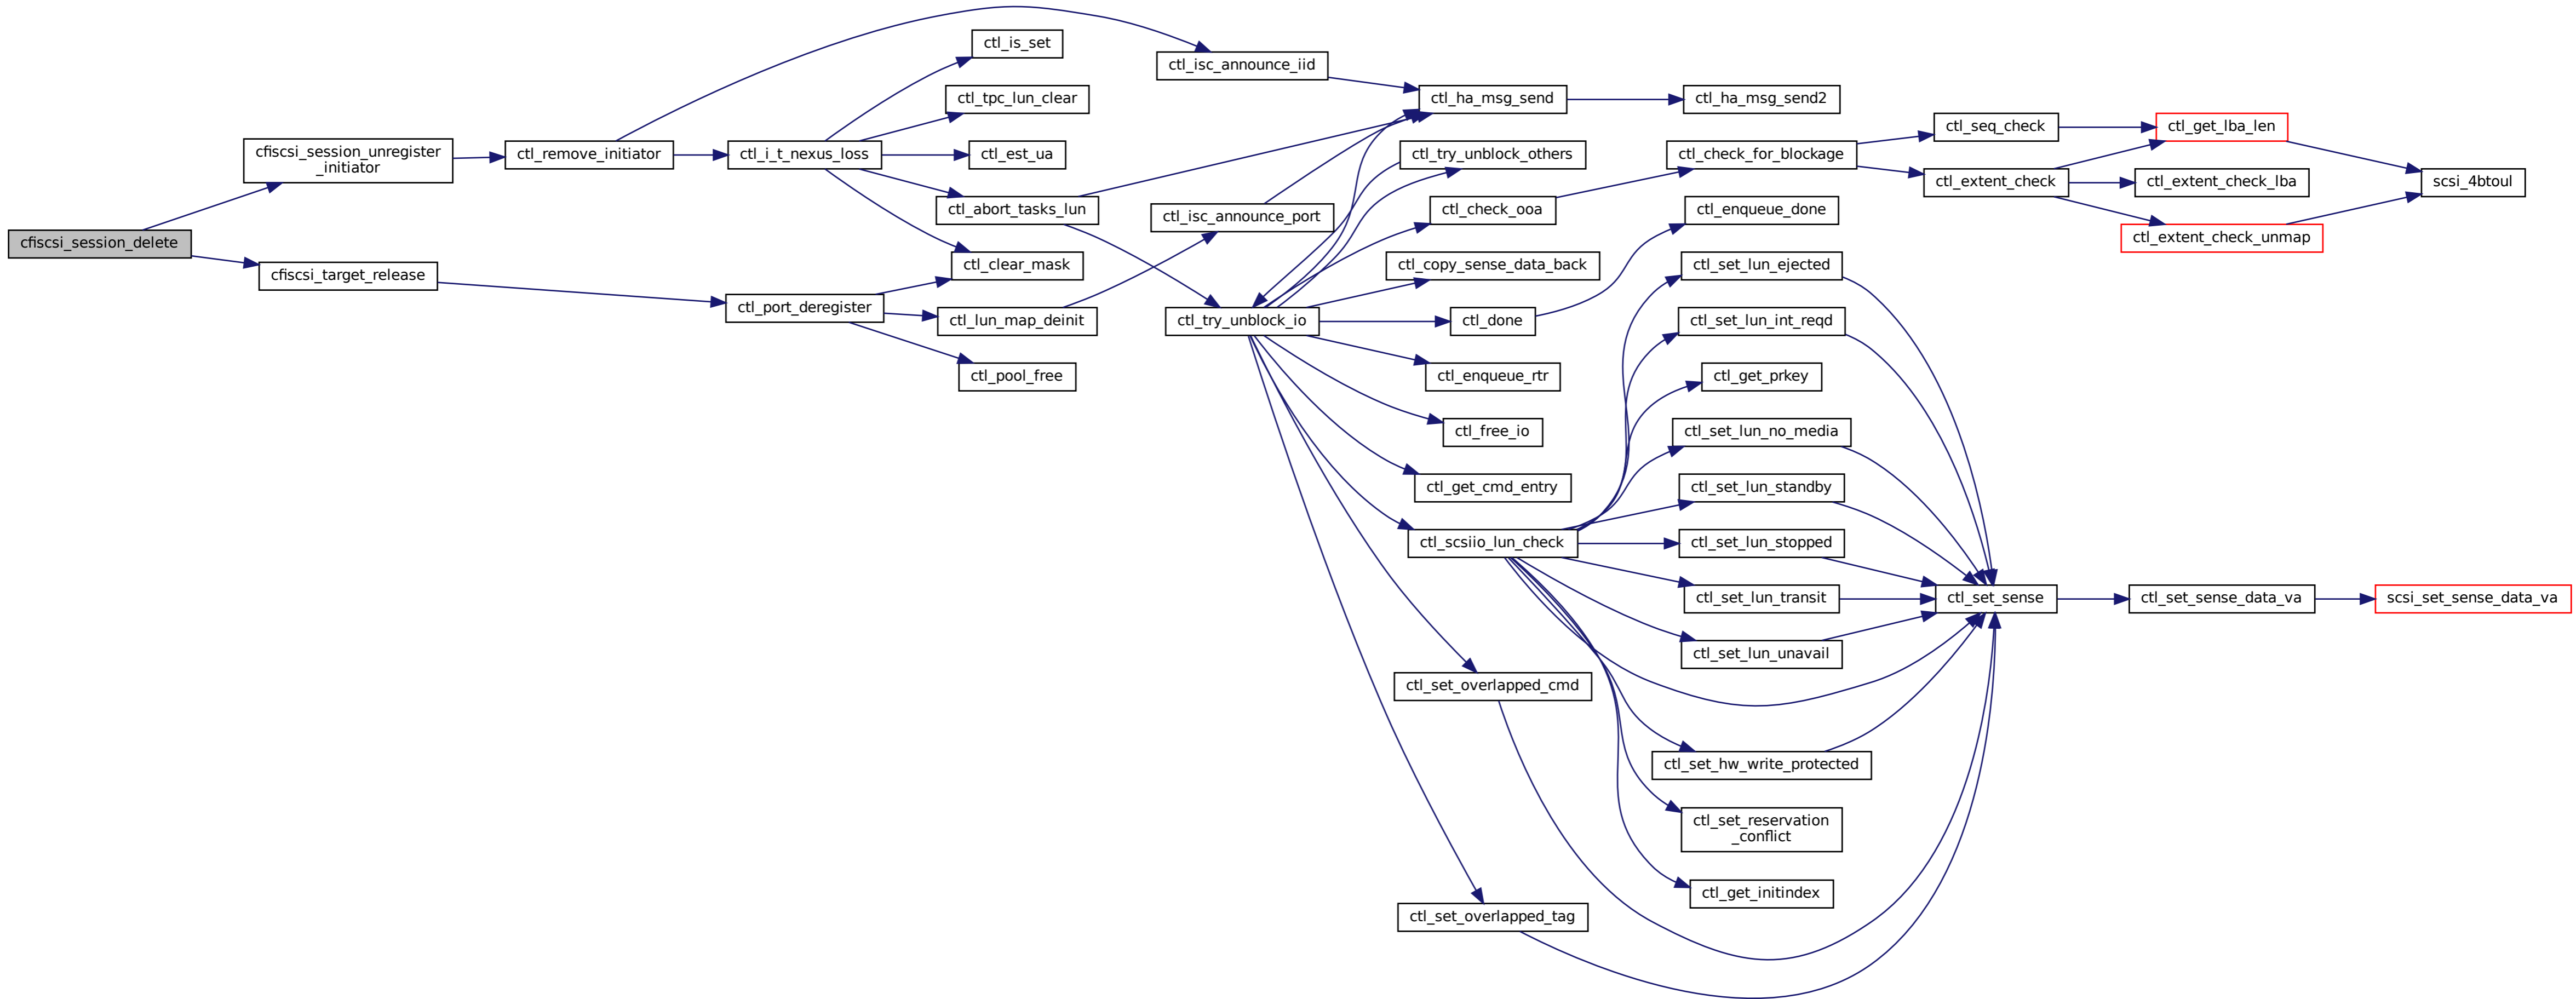 cfiscsi_session_delete
cfiscsi_session_unregister
_initiator
cfiscsi_target_release
ctl_remove_initiator
ctl_i_t_nexus_loss
ctl_port_deregister
ctl_is_set
ctl_tpc_lun_clear
ctl_est_ua
ctl_abort_tasks_lun
ctl_clear_mask
ctl_lun_map_deinit
ctl_pool_free
ctl_isc_announce_iid
ctl_isc_announce_port
ctl_try_unblock_io
ctl_ha_msg_send
ctl_try_unblock_others
ctl_check_ooa
ctl_copy_sense_data_back
ctl_done
ctl_enqueue_rtr
ctl_free_io
ctl_get_cmd_entry
ctl_scsiio_lun_check
ctl_set_overlapped_cmd
ctl_set_overlapped_tag
ctl_ha_msg_send2
ctl_check_for_blockage
ctl_enqueue_done
ctl_set_lun_ejected
ctl_set_lun_int_reqd
ctl_get_prkey
ctl_set_lun_no_media
ctl_set_lun_standby
ctl_set_lun_stopped
ctl_set_lun_transit
ctl_set_lun_unavail
ctl_set_hw_write_protected
ctl_set_reservation
_conflict
ctl_get_initindex
ctl_seq_check
ctl_extent_check
ctl_set_sense
ctl_get_lba_len
ctl_extent_check_lba
ctl_extent_check_unmap
ctl_set_sense_data_va
scsi_4btoul
scsi_set_sense_data_va